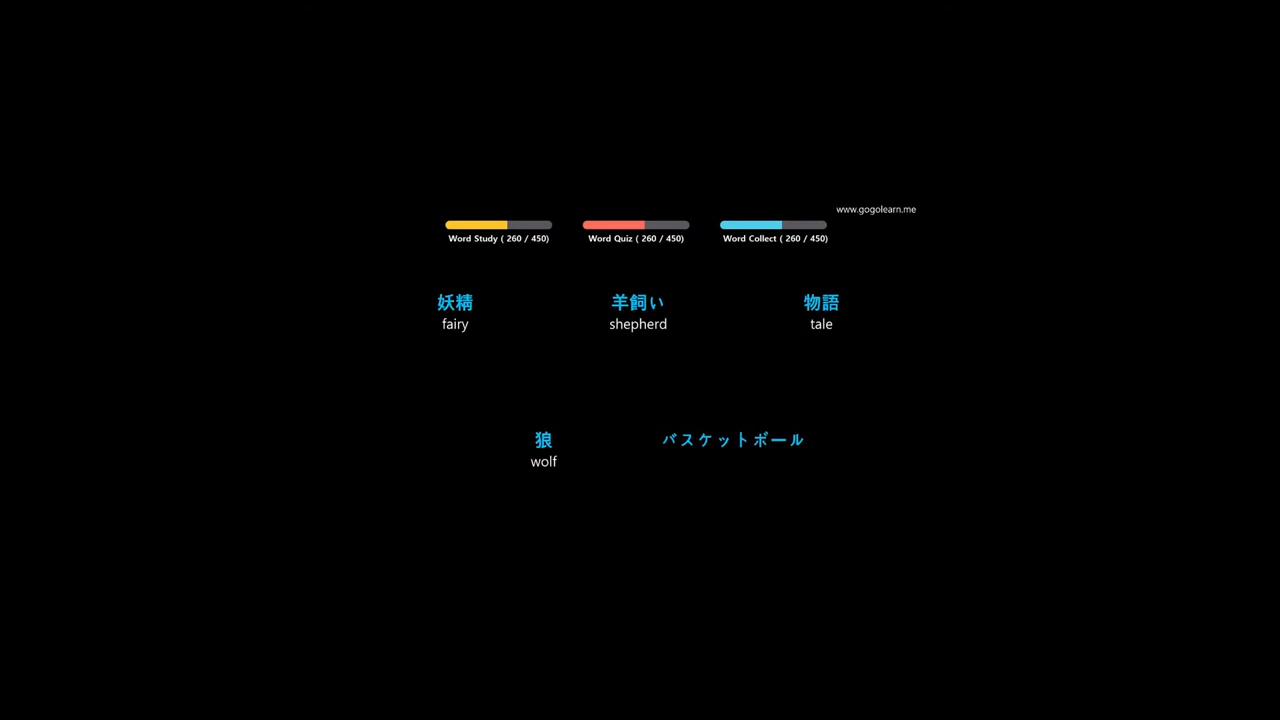 www.gogolearn.me
Word Study ( 260 / 450)
Word Quiz ( 260 / 450)
Word Collect ( 260 / 450)
妖精
fairy
羊飼い
shepherd
物語
tale
狼
wolf
バスケットボール